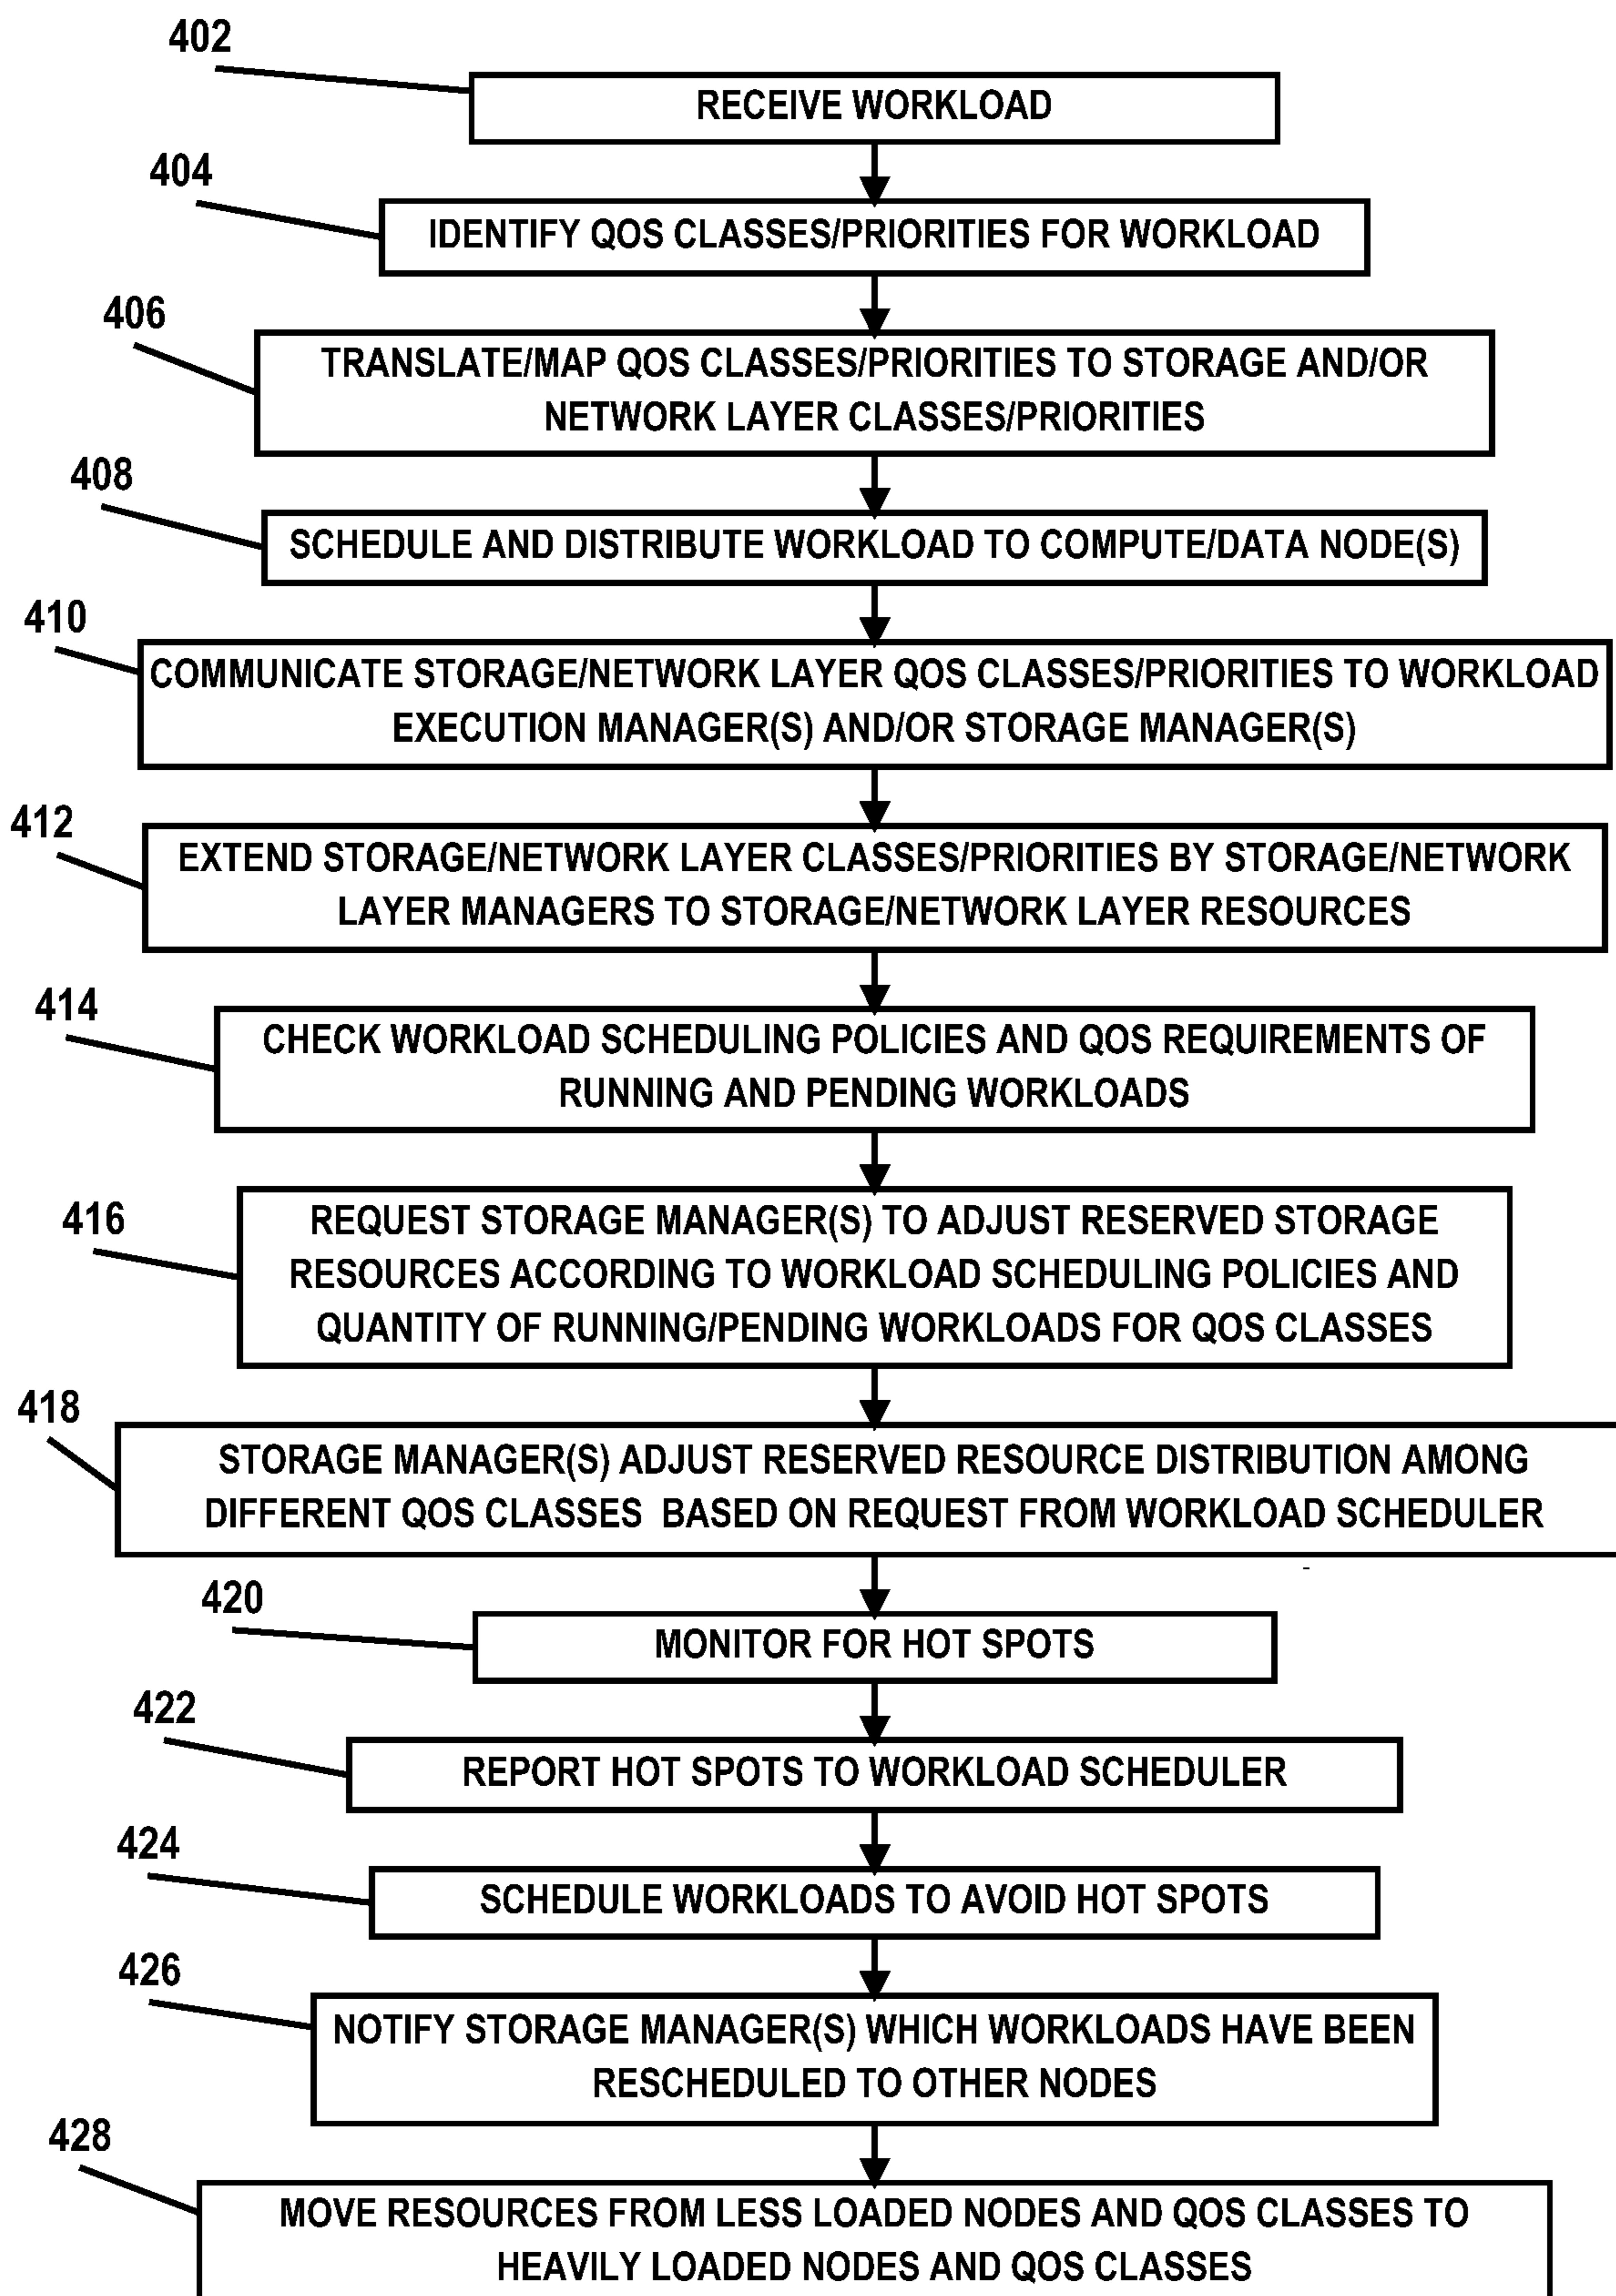 402
RECEIVE WORKLOAD
404
IDENTIFY QOS CLASSES/PRIORITIES FOR WORKLOAD
406
TRANSLATE/MAP QOS CLASSES/PRIORITIES TO STORAGE AND/OR
NETWORK LAYER CLASSES/PRIORITIES
408
SCHEDULE AND DISTRIBUTE WORKLOAD TO COMPUTE/DATA NODE(S)
410
COMMUNICATE STORAGE/NETWORK LAYER QOS CLASSES/PRIORITIES TO WORKLOAD
EXECUTION MANAGER(S) AND/OR STORAGE MANAGER(S)
412
EXTEND STORAGE/NETWORK LAYER CLASSES/PRIORITIES BY STORAGE/NETWORK
LAYER MANAGERS TO STORAGE/NETWORK LAYER RESOURCES
414
CHECK WORKLOAD SCHEDULING POLICIES AND QOS REQUIREMENTS OF
RUNNING AND PENDING WORKLOADS
416
REQUEST STORAGE MANAGER(S) TO ADJUST RESERVED STORAGE
RESOURCES ACCORDING TO WORKLOAD SCHEDULING POLICIES AND
QUANTITY OF RUNNING/PENDING WORKLOADS FOR QOS CLASSES
418
STORAGE MANAGER(S) ADJUST RESERVED RESOURCE DISTRIBUTION AMONG
DIFFERENT QOS CLASSES BASED ON REQUEST FROM WORKLOAD SCHEDULER
420
MONITOR FOR HOT SPOTS
422
REPORT HOT SPOTS TO WORKLOAD SCHEDULER
424
SCHEDULE WORKLOADS TO AVOID HOT SPOTS
426
NOTIFY STORAGE MANAGER(S) WHICH WORKLOADS HAVE BEEN
RESCHEDULED TO OTHER NODES
428
MOVE RESOURCES FROM LESS LOADED NODES AND QOS CLASSES TO
HEAVILY LOADED NODES AND QOS CLASSES